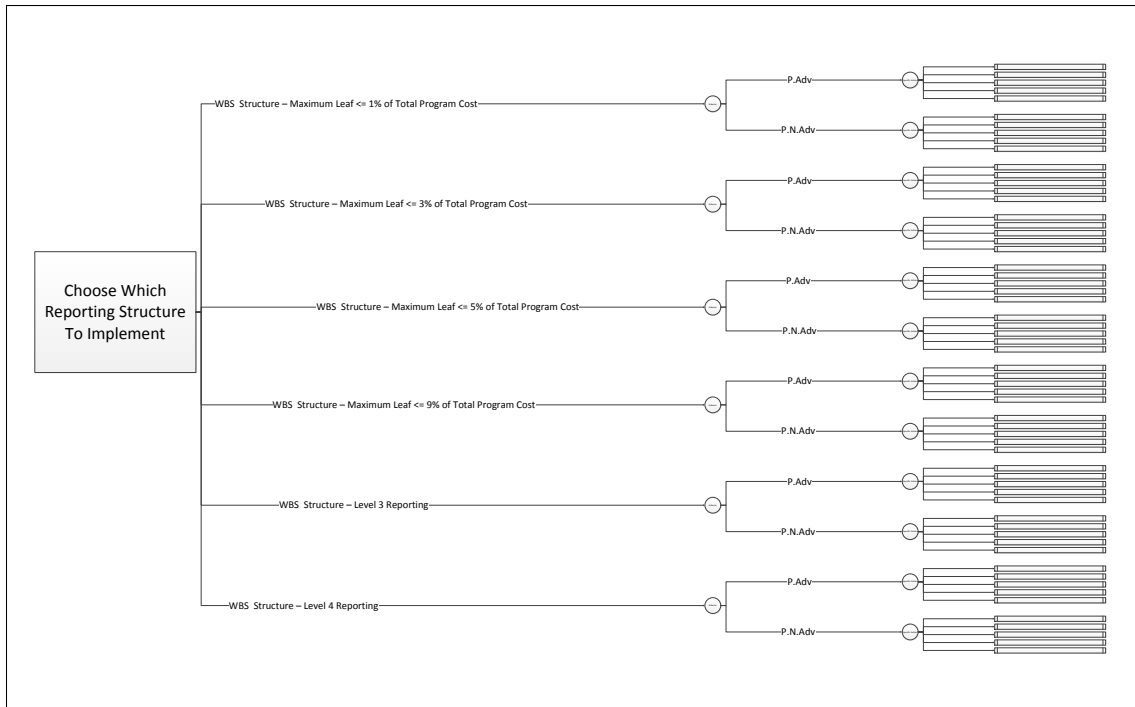 WBS Structure – Maximum Leaf <= 1% of Total Program Cost
P.Adv
P.N.Adv
WBS Structure – Maximum Leaf <= 3% of Total Program Cost
P.Adv
P.N.Adv
Choose Which
Reporting Structure
To Implement
WBS Structure – Maximum Leaf <= 5% of Total Program Cost
P.Adv
P.N.Adv
WBS Structure – Maximum Leaf <= 9% of Total Program Cost
P.Adv
P.N.Adv
WBS Structure – Level 3 Reporting
P.Adv
P.N.Adv
WBS Structure – Level 4 Reporting
P.Adv
P.N.Adv